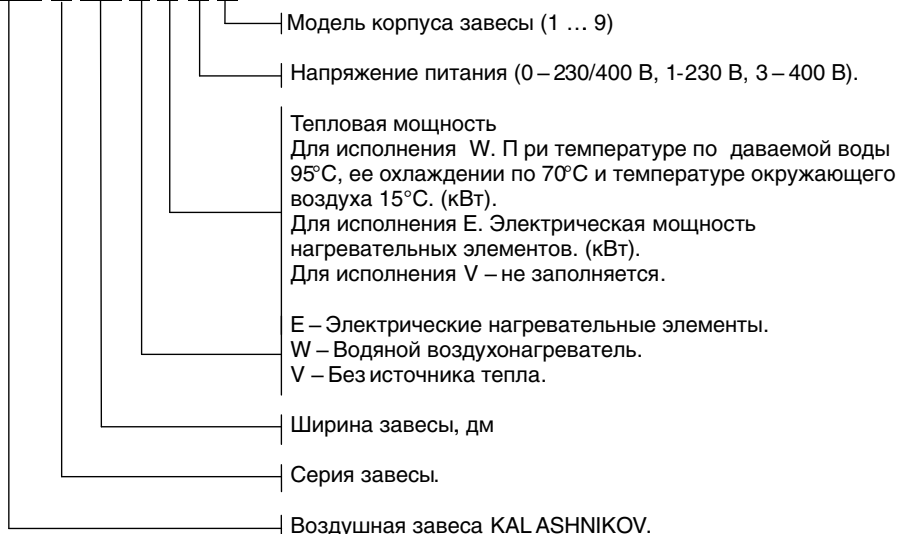 Модель корпуса завесы (1 ... 9)
Напряжение питания (0 – 230/400 В, 1-230 В, 3 – 400 В).
Тепловая мощность
Для исполнения W. П ри температуре по даваемой воды
95°С, ее охлаждении по 70°С и температуре окружающего
воздуха 15°С. (кВт).
Для исполнения Е. Электрическая мощность
нагревательных элементов. (кВт).
Для исполнения V – не заполняется.
Е – Электрические нагревательные элементы.
W – Водяной воздухонагреватель.
V – Без источника тепла.
Ширина завесы, дм
Серия завесы.
Воздушная завеса KAL ASHNIKOV.